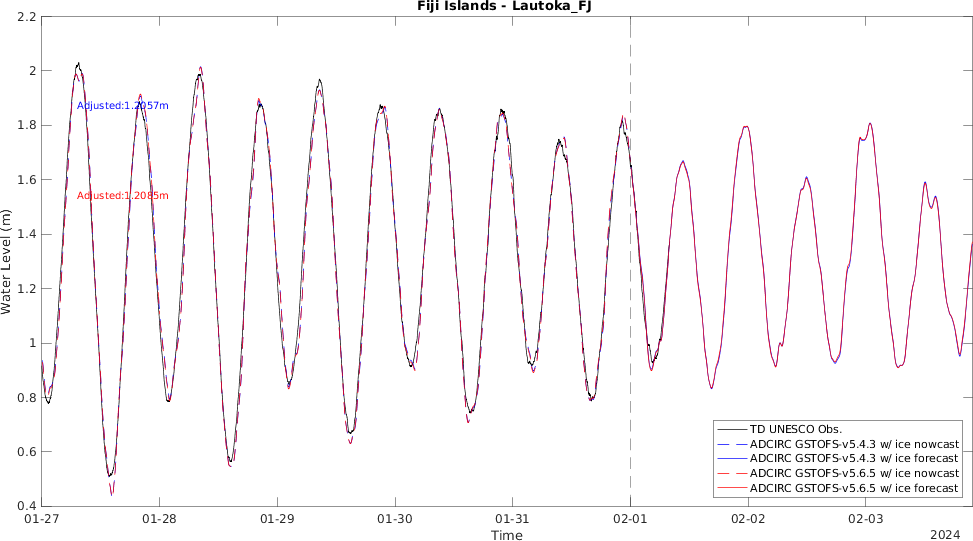 Fiji Islands - Lautoka_FJ
2.2
2
1.8
1.6
1.4
1.2
1
0.8
0.6
0.4
Water Level (m)
Adjusted:1.2057m
Adjusted:1.2085m
TD UNESCO Obs.
ADCIRC GSTOFS-v5.4.3 w/ ice nowcast
ADCIRC GSTOFS-v5.4.3 w/ ice forecast
ADCIRC GSTOFS-v5.6.5 w/ ice nowcast
ADCIRC GSTOFS-v5.6.5 w/ ice forecast
01-27 01-28 01-29 01-30 01-31 02-01 02-02 02-03
Time
2024